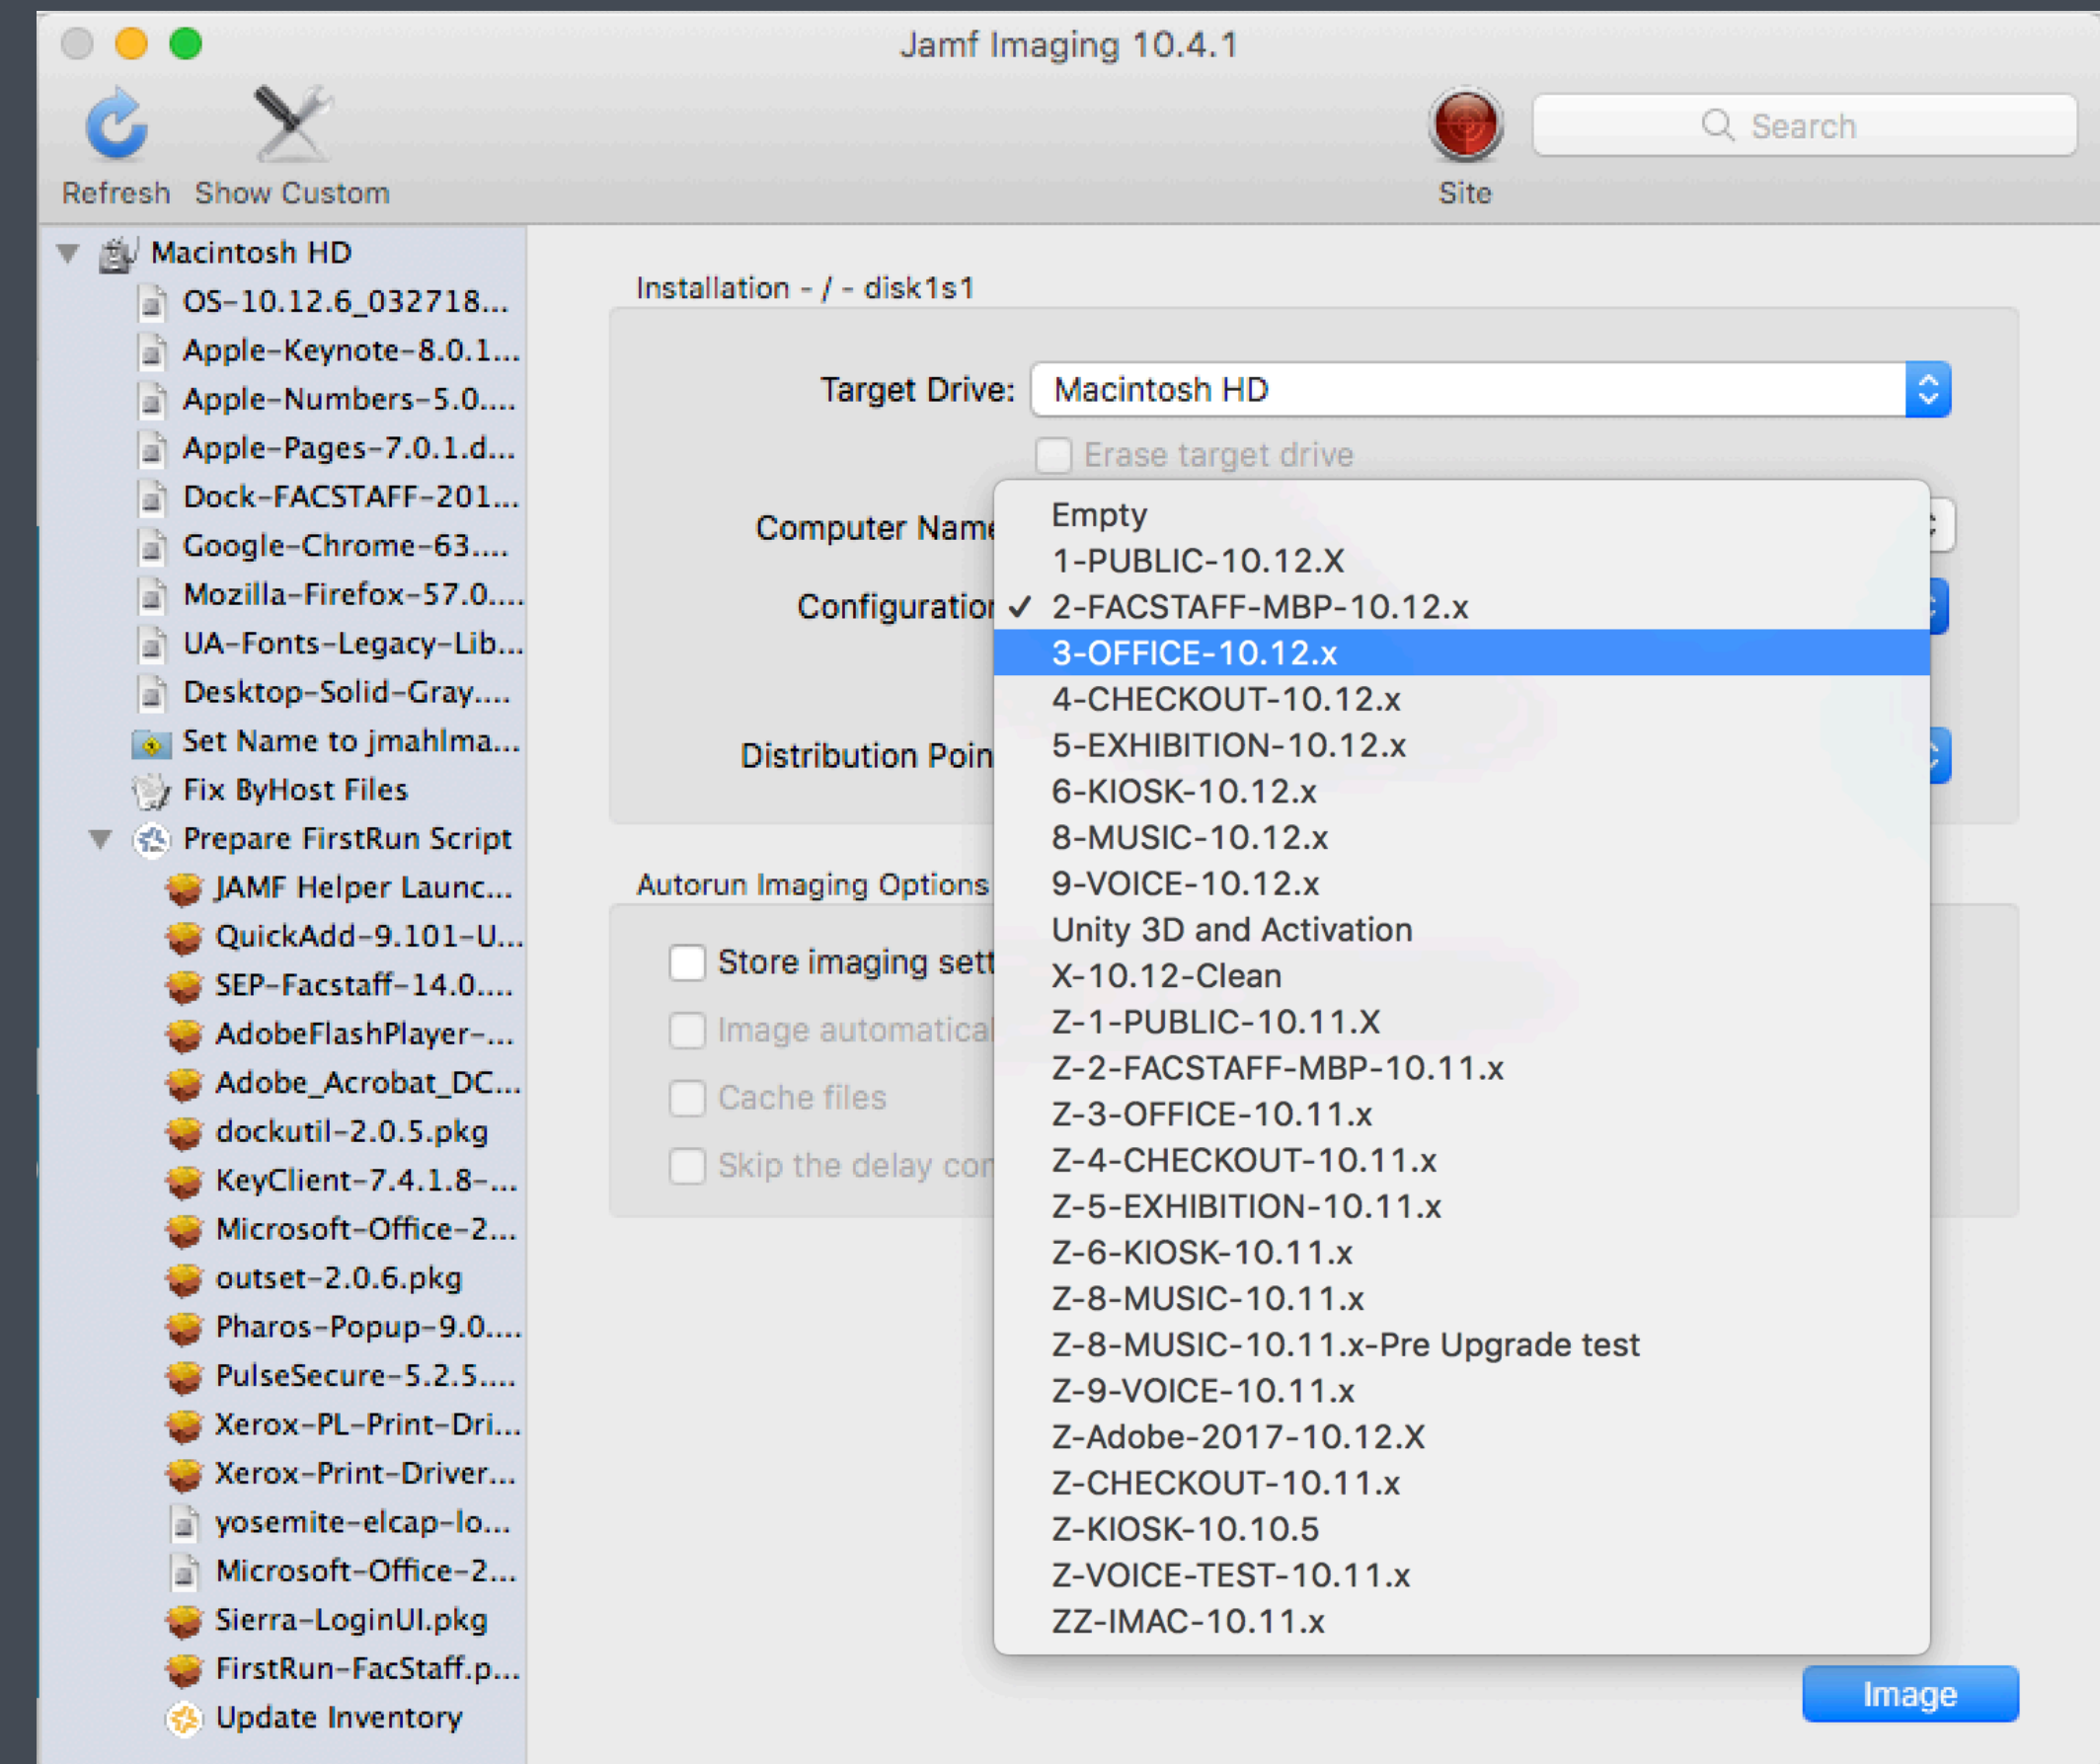 Jamf Imaging 10.4.1
Search
Refresh Show Custom
Site
Macintosh HD
OS-10.12.6_032718...
Apple-Keynote-8.0.1...
Apple-Numbers-5.0....
Apple-Pages-7.0.1.d...
Dock-FACSTAFF-201...
Google-Chrome-63....
Mozilla-Firefox-57.0....
UA-Fonts-Legacy-Lib...
Desktop-Solid-Gray....
Set Name to jmahlma...
Fix ByHost Files
Prepare FirstRun Script
JAMF Helper Launc...
QuickAdd-9.101-U...
SEP-Facstaff-14.0....
AdobeFlashPlayer-...
Adobe_Acrobat_DC...
dockutil-2.0.5.pkg
KeyClient-7.4.1.8-...
Microsoft-Office-2...
outset-2.0.6.pkg
Pharos-Popup-9.0....
PulseSecure-5.2.5....
Xerox-PL-Print-Dri...
Xerox-Print-Driver...
yosemite-elcap-lo...
Microsoft-Office-2...
Sierra-LoginUI.pkg
FirstRun-FacStaff.p...
Update Inventory
Installation - / - disk1s1
Target Drive: Macintosh HD
Erase target drive
Computer Name
Configuration
Distribution Poin
Autorun Imaging Options
Store imaging sett
Image automatical
Cache files
Skip the delay con
Empty
1-PUBLIC-10.12.X
✓ 2-FACSTAFF-MBP-10.12.x
3-OFFICE-10.12.x
4-CHECKOUT-10.12.x
5-EXHIBITION-10.12.x
6-KIOSK-10.12.x
8-MUSIC-10.12.x
9-VOICE-10.12.x
Unity 3D and Activation
X-10.12-Clean
Z-1-PUBLIC-10.11.X
Z-2-FACSTAFF-MBP-10.11.x
Z-3-OFFICE-10.11.x
Z-4-CHECKOUT-10.11.x
Z-5-EXHIBITION-10.11.x
Z-6-KIOSK-10.11.x
Z-8-MUSIC-10.11.x
Z-8-MUSIC-10.11.x-Pre Upgrade test
Z-9-VOICE-10.11.x
Z-Adobe-2017-10.12.X
Z-CHECKOUT-10.11.x
Z-KIOSK-10.10.5
Z-VOICE-TEST-10.11.x
ZZ-IMAC-10.11.x
Image